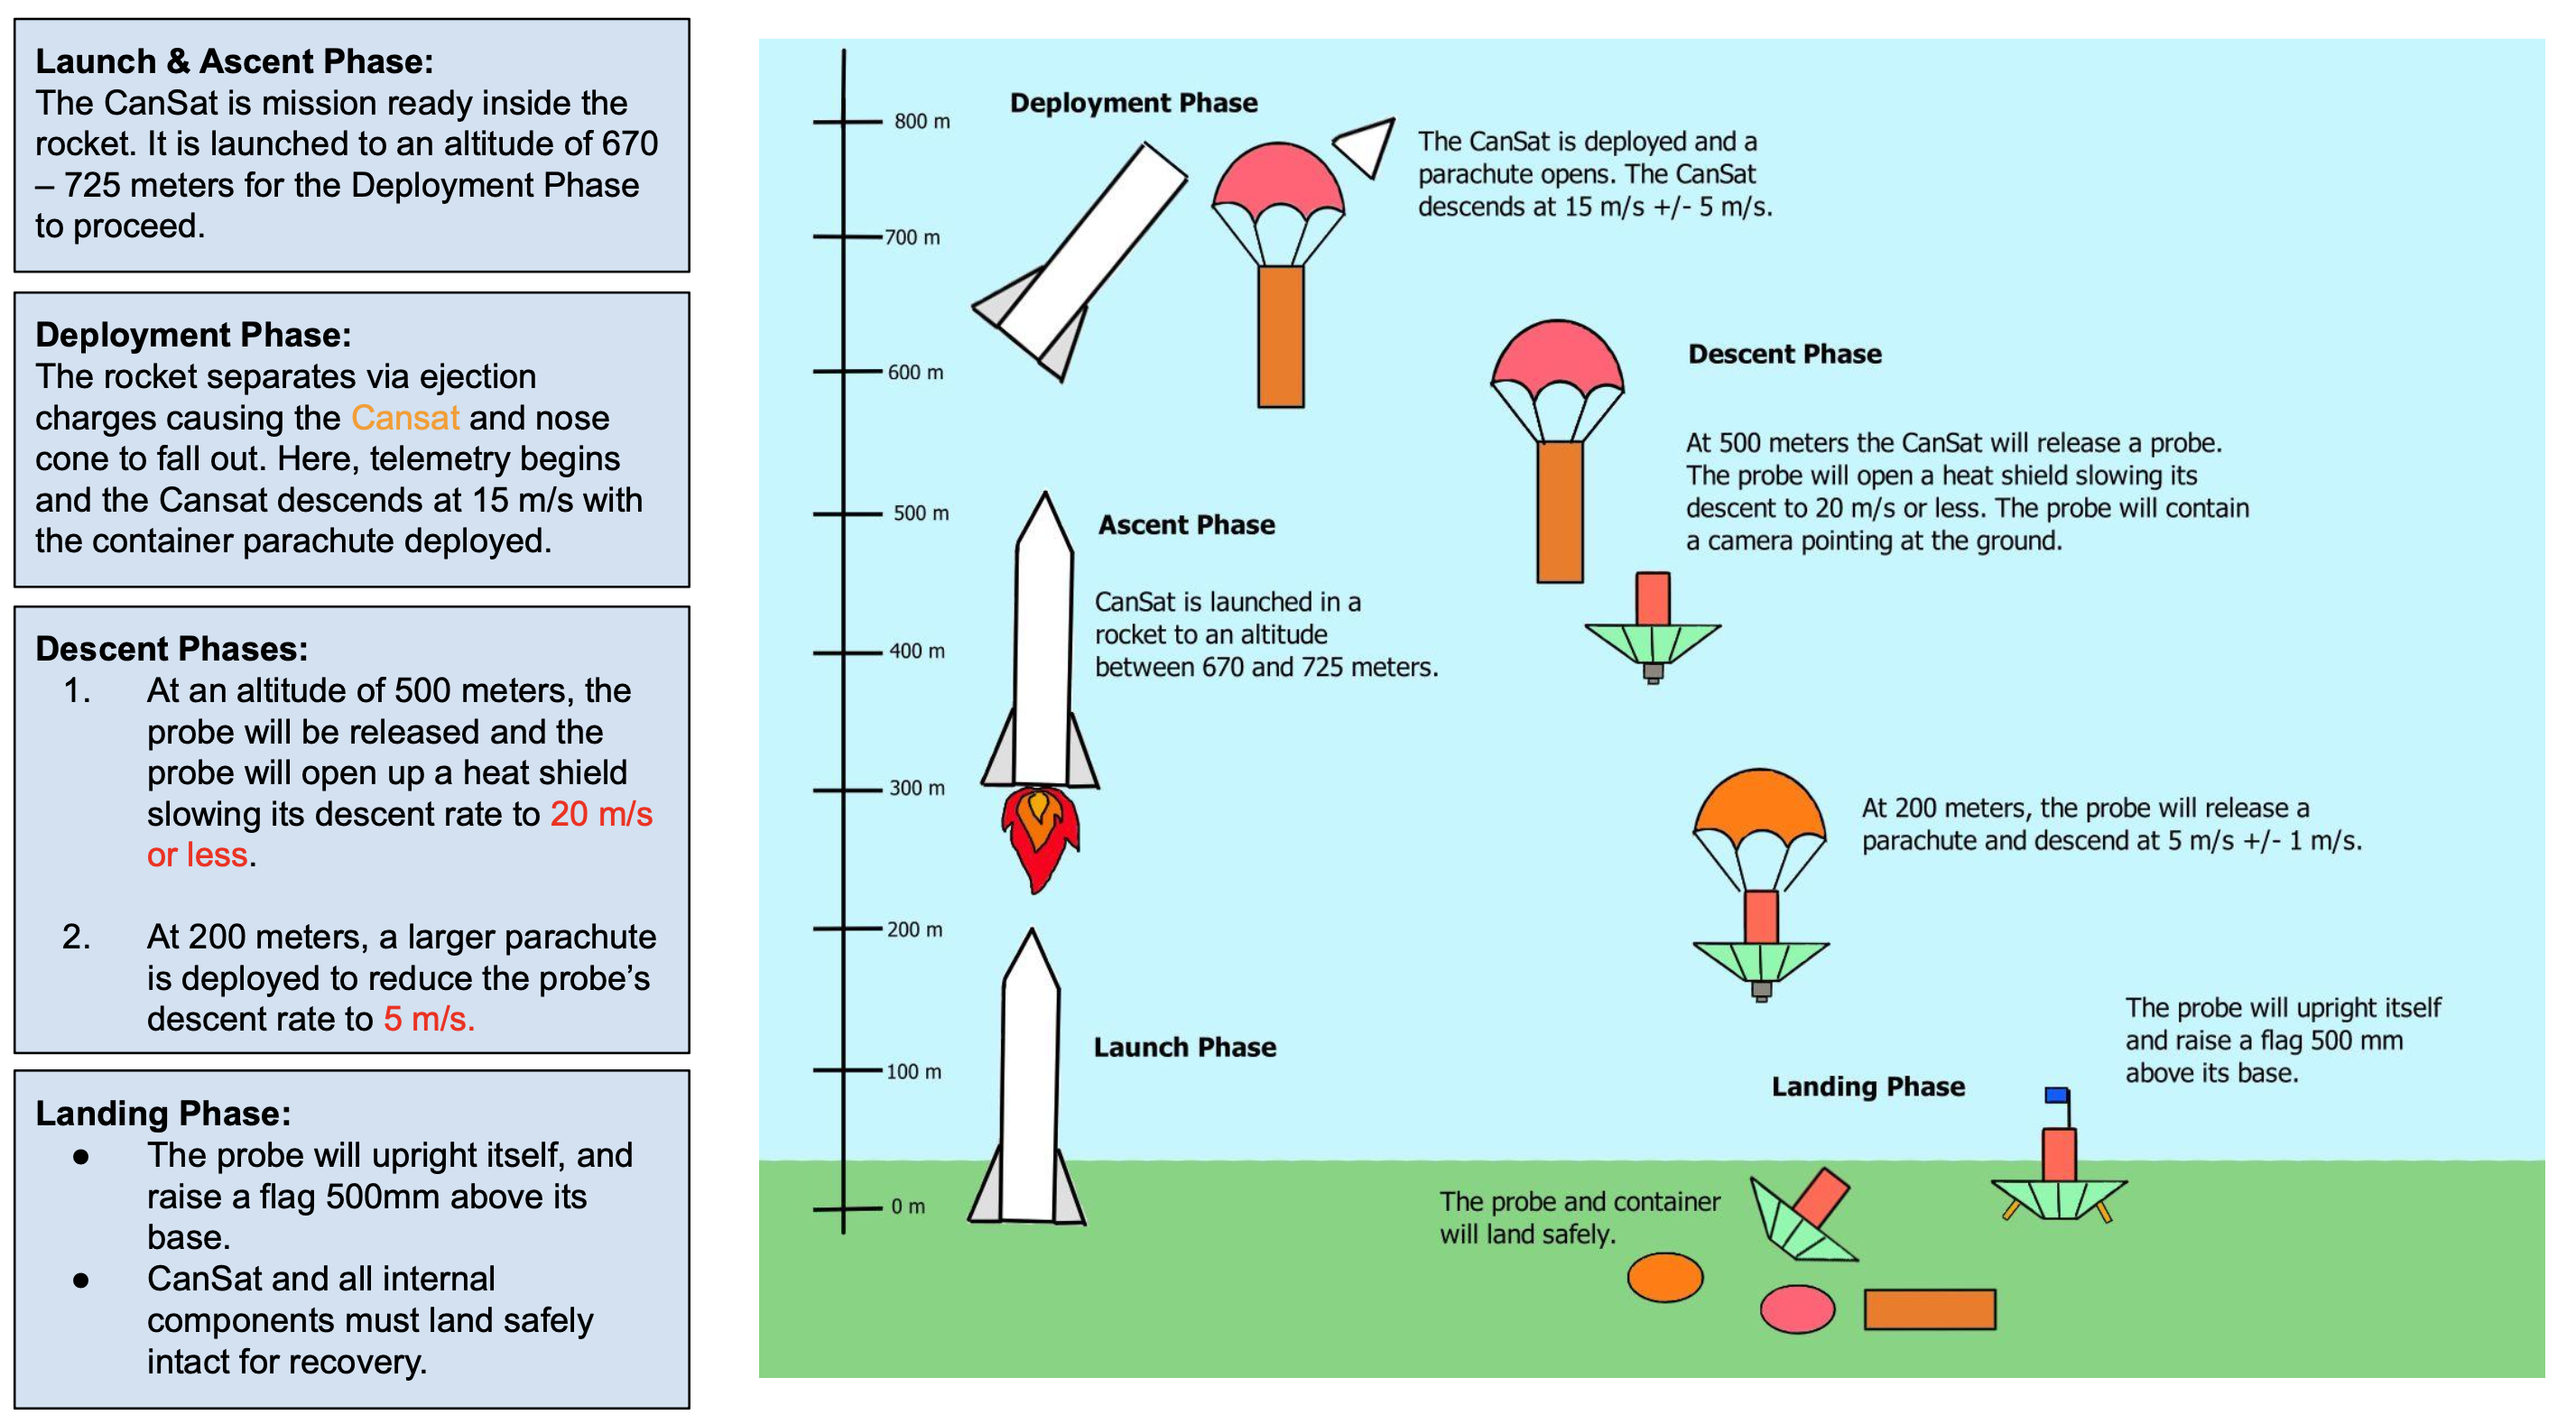 Launch & Ascent Phase:
The CanSat is mission ready inside the
rocket. It is launched to an altitude of 670
– 725 meters for the Deployment Phase
to proceed.
Deployment Phase:
The rocket separates via ejection
charges causing the Cansat and nose
cone to fall out. Here, telemetry begins
and the Cansat descends at 15 m/s with
the container parachute deployed.
Descent Phases:
1. At an altitude of 500 meters, the
probe will be released and the
probe will open up a heat shield
slowing its descent rate to 20 m/s
or less.
2. At 200 meters, a larger parachute
is deployed to reduce the probe’s
descent rate to 5 m/s.
Landing Phase:
● The probe will upright itself, and
raise a flag 500mm above its
base.
● CanSat and all internal
components must land safely
intact for recovery.
800 m
700 m
600 m
500 m
400 m
300 m
200 m
100 m
0 m
Deployment Phase
The CanSat is deployed and a
parachute opens. The CanSat
descends at 15 m/s +/- 5 m/s.
Descent Phase
At 500 meters the CanSat will release a probe.
The probe will open a heat shield slowing its
descent to 20 m/s or less. The probe will contain
a camera pointing at the ground.
Ascent Phase
CanSat is launched in a
rocket to an altitude
between 670 and 725 meters.
At 200 meters, the probe will release a
parachute and descend at 5 m/s +/- 1 m/s.
Launch Phase
The probe will upright itself
and raise a flag 500 mm
above its base.
Landing Phase
The probe and container
will land safely.